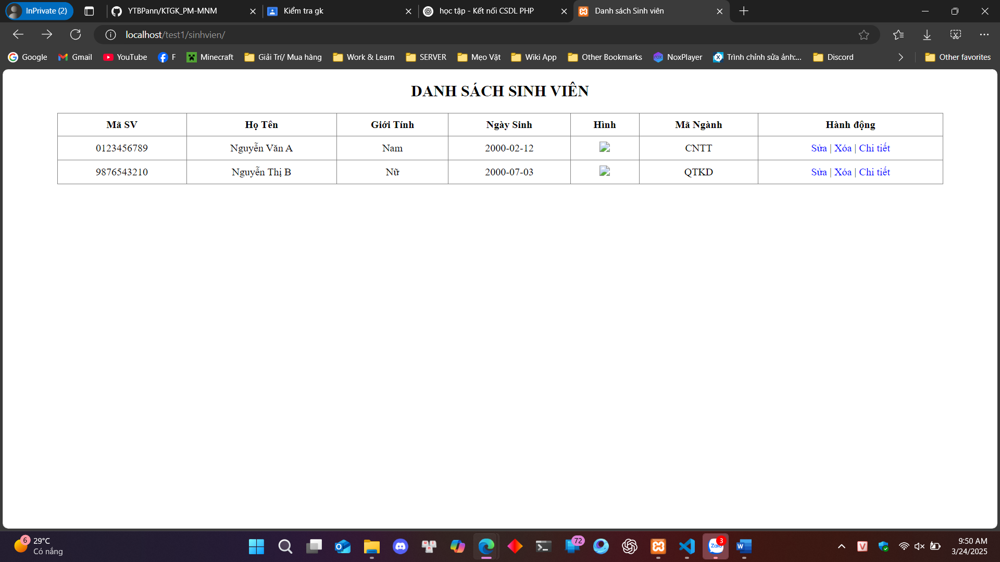 InPrivate (2)
YTBPann/KTGK_PM-MNM
Kiểm tra gk
học tập - Kết nối CSDL PHP
Danh sách Sinh viên
localhost/test1/sinhvien/
Google
Gmail
YouTube
F
Minecraft
Giải Trí/ Mua hàng
Work & Learn
SERVER
Mẹo Vặt
Wiki App
Other Bookmarks
NoxPlayer
Trình chỉnh sửa ảnh:...
Discord
Other favorites
DANH SÁCH SINH VIÊN
Mã SV Họ Tên Giới Tính Ngày Sinh Hình Mã Ngành Hành động
0123456789 Nguyễn Văn A Nam 2000-02-12 CNTT Sửa | Xóa | Chi tiết
9876543210 Nguyễn Thị B Nữ 2000-07-03 QTKD Sửa | Xóa | Chi tiết
6
29°C
Có nắng
72
Zalo
3
9:50 AM
3/24/2025